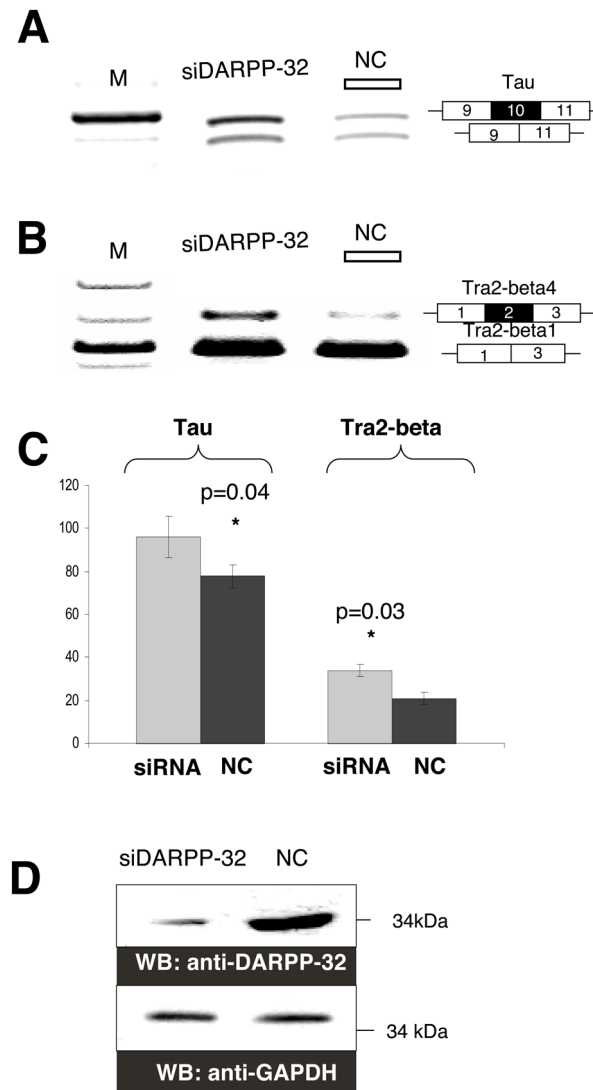 A
M siDARPP-32 NC
Tau
9 10 11
9 11
B
M siDARPP-32 NC
Tra2-beta4
1 2 3
Tra2-beta1
1 3
C
Tau Tra2-beta
120
100
80
60
40
20
0
p=0.04
*
p=0.03
*
siRNA NC siRNA NC
D
siDARPP-32 NC
34kDa
WB: anti-DARPP-32
34 kDa
WB: anti-GAPDH